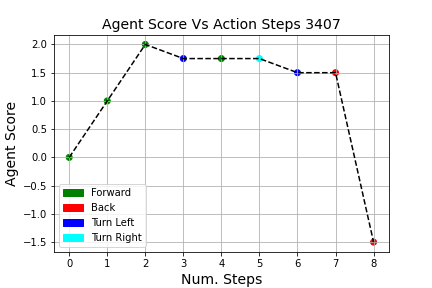 Agent Score Vs Action Steps 3407
Agent Score
2.0
1.5
1.0
0.5
0.0
−0.5
−1.0
−1.5
Forward
Back
Turn Left
Turn Right
0 1 2 3 4 5 6 7 8
Num. Steps